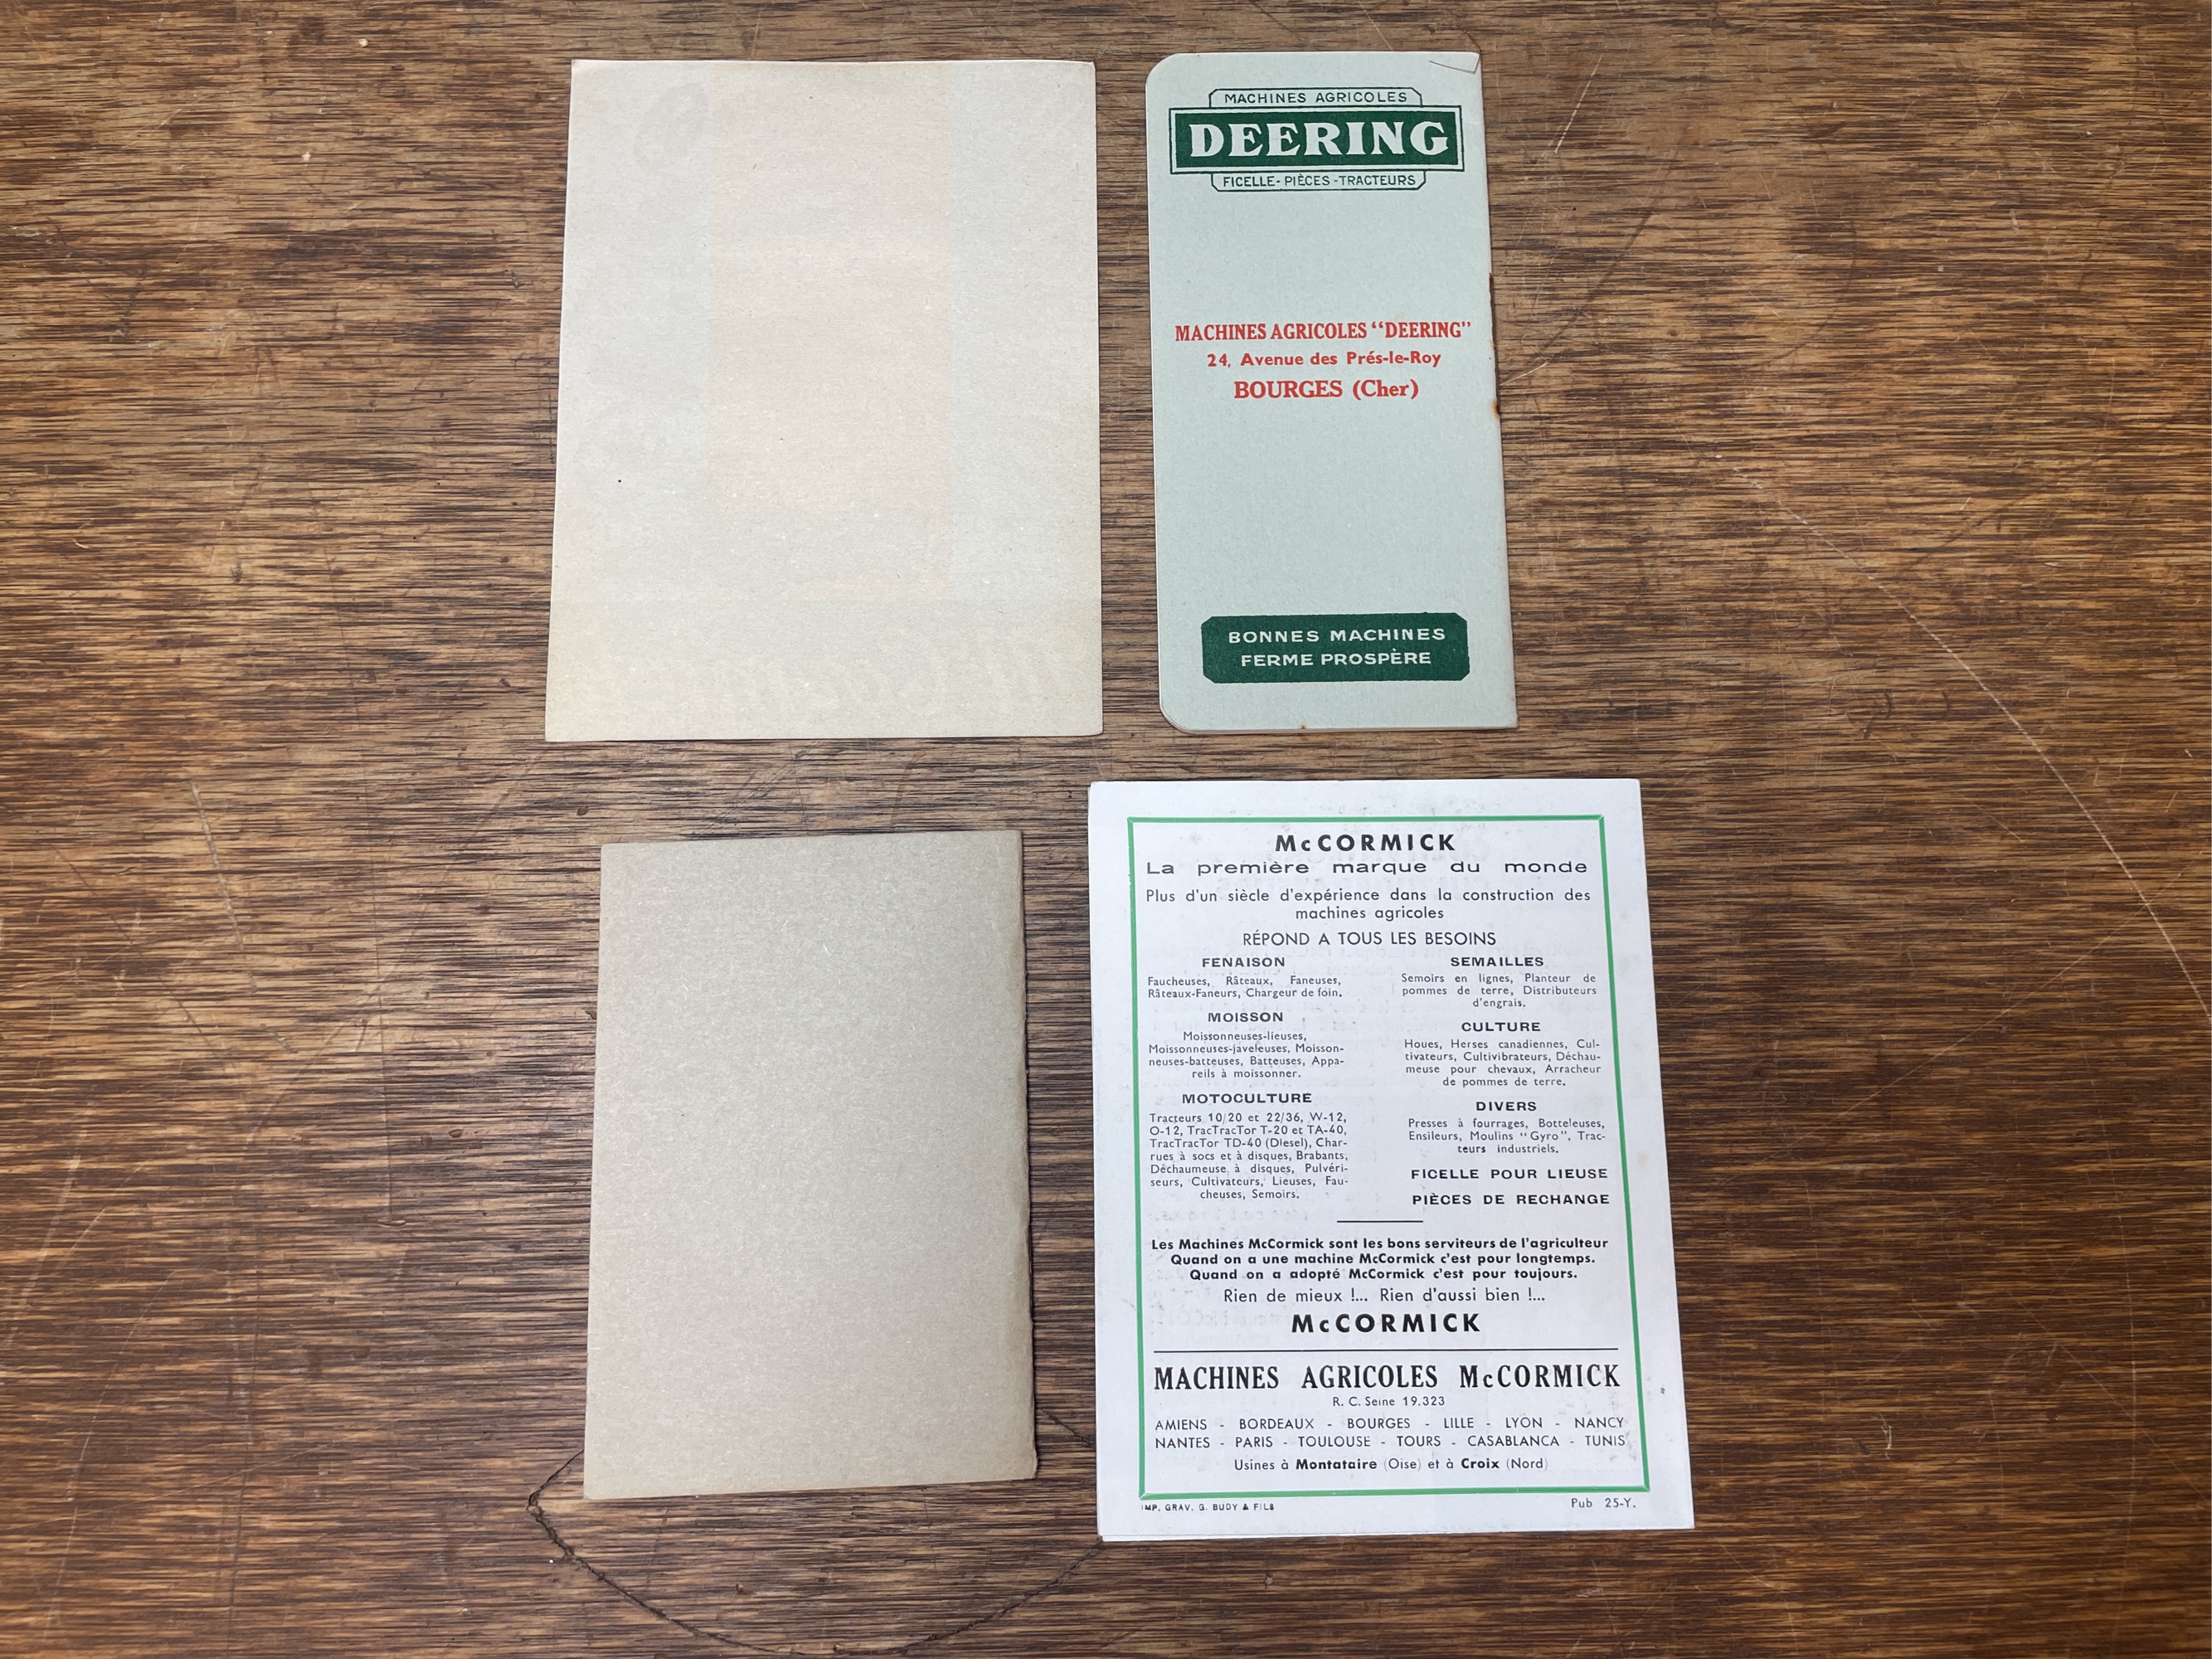 MACHINES AGRICOLES
DEERING
FICELLE - PIÈCES - TRACTEURS
MACHINES AGRICOLES “DEERING”
24, Avenue des Prés-le-Roy
BOURGES (Cher)
BONNES MACHINES
FERME PROSPÈRE
McCORMICK
La première marque du monde
Plus d'un siècle d'expérience dans la construction des
machines agricoles
RÉPOND A TOUS LES BESOINS
FENAISON
Faucheuses, Râteaux, Faneuses,
Râteaux-Faneurs, Chargeur de foin.
MOISSON
Moissonneuses-lieuses,
Moissonneuses-javeleuses, Moisson-
neuses-batteuses, Batteuses, Appa-
reils à moissonner.
MOTOCULTURE
Tracteurs 10/20 et 22/36, W-12,
O-12, TracTracTor T-20 et TA-40,
TracTracTor TD-40 (Diesel), Char-
rues à socs et à disques, Brabants,
Déchaumeuse à disques, Pulvéri-
seurs, Cultivateurs, Lieuses, Fau-
cheuses, Semoirs.
SEMAILLES
Semoirs en lignes, Planteur de
pommes de terre, Distributeurs
d'engrais.
CULTURE
Houes, Herses canadiennes, Cul-
tivateurs, Cultivibrateurs, Déchau-
meuse pour chevaux, Arracheur
de pommes de terre.
DIVERS
Presses à fourrages, Botteleuses,
Ensileurs, Moulins “Gyro”, Trac-
teurs industriels.
FICELLE POUR LIEUSE
PIÈCES DE RECHANGE
Les Machines McCormick sont les bons serviteurs de l'agriculteur
Quand on a une machine McCormick c'est pour longtemps.
Quand on a adopté McCormick c'est pour toujours.
Rien de mieux !... Rien d'aussi bien !...
McCORMICK
MACHINES AGRICOLES McCORMICK
R. C. Seine 19.323
AMIENS - BORDEAUX - BOURGES - LILLE - LYON - NANCY
NANTES - PARIS - TOULOUSE - TOURS - CASABLANCA - TUNIS
Usines à Montataire (Oise) et à Croix (Nord)
IMP. GRAV. G. BUDY & FILS
Pub 25-Y.